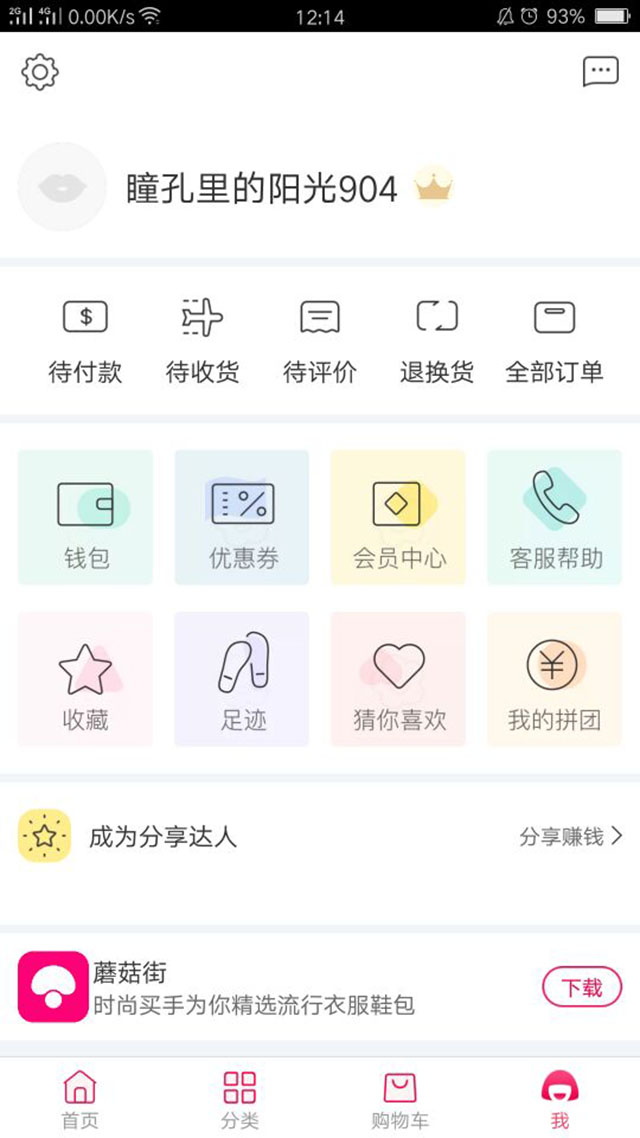 2G 4G 0.00K/s 12:14 93%
瞳孔里的阳光904
$
待付款 待收货 待评价 退换货 全部订单
钱包 优惠券 会员中心 客服帮助
收藏 足迹 猜你喜欢 我的拼团
成为分享达人 分享赚钱
蘑菇街
时尚买手为你精选流行衣服鞋包
下载
首页 分类 购物车 我